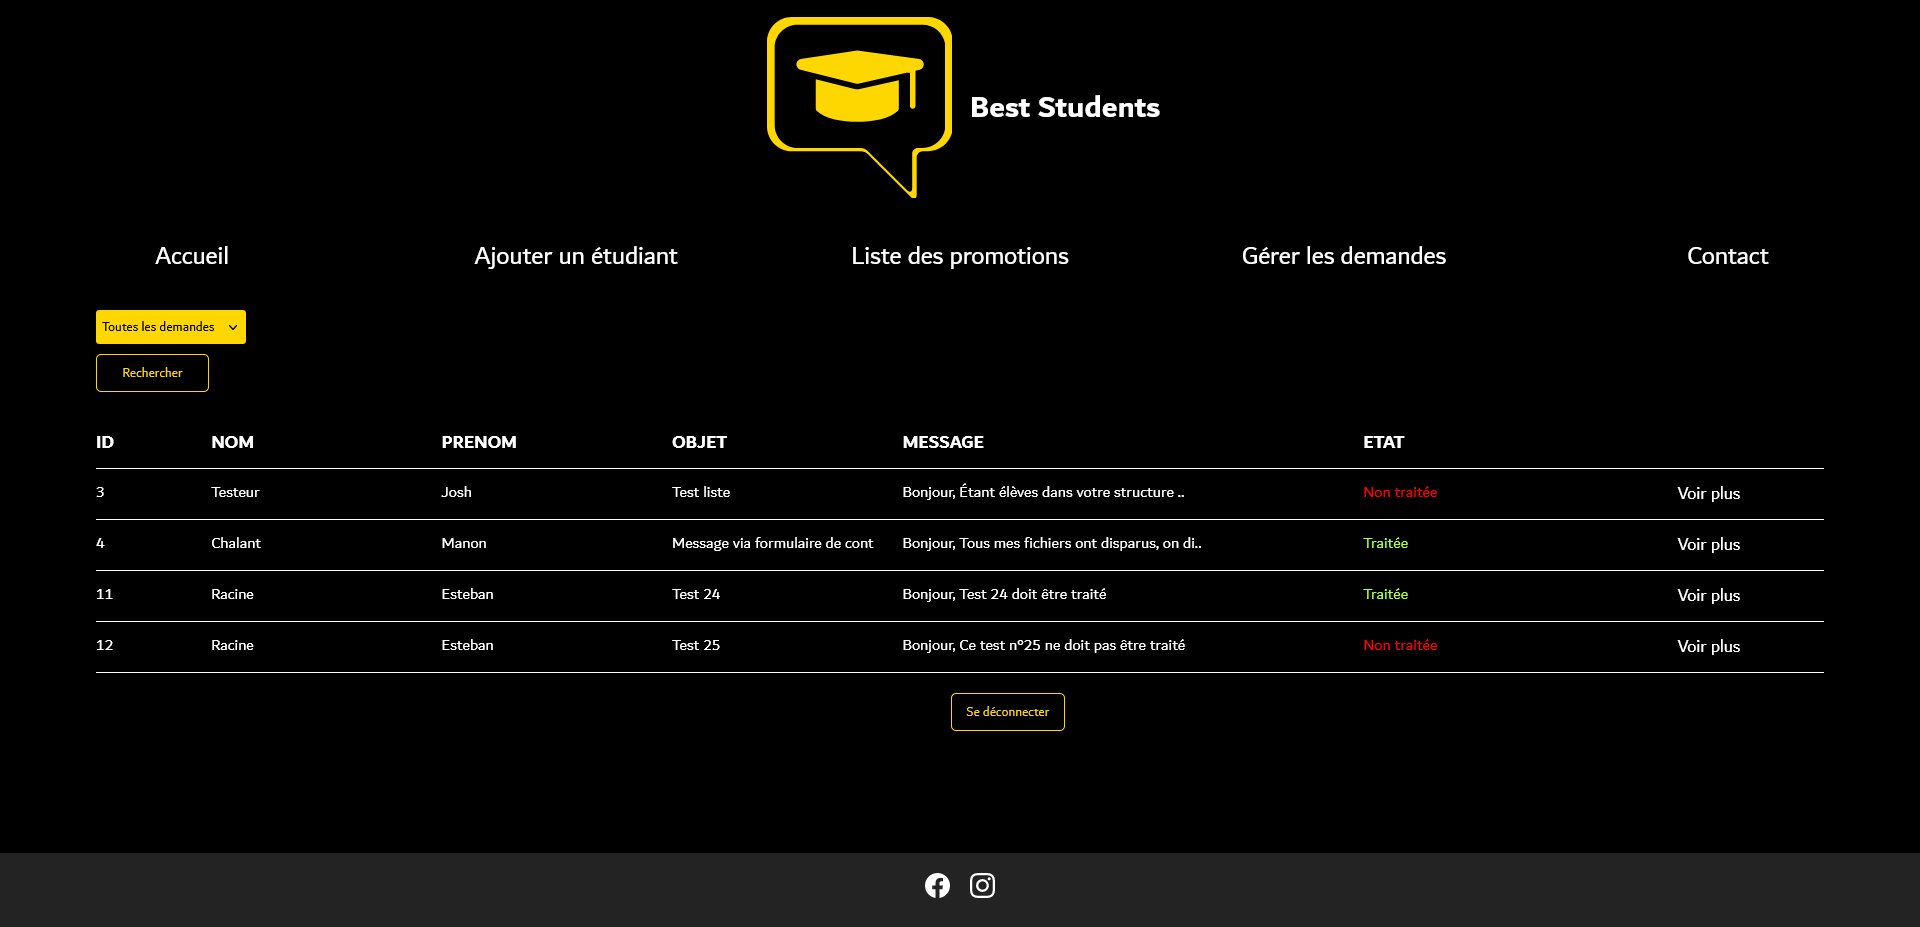 Best Students
Accueil Ajouter un étudiant Liste des promotions Gérer les demandes Contact
Toutes les demandes
Rechercher
ID NOM PRENOM OBJET MESSAGE ETAT
3 Testeur Josh Test liste Bonjour, Étant élèves dans votre structure .. Non traitée Voir plus
4 Chalant Manon Message via formulaire de cont Bonjour, Tous mes fichiers ont disparus, on di.. Traitée Voir plus
11 Racine Esteban Test 24 Bonjour, Test 24 doit être traité Traitée Voir plus
12 Racine Esteban Test 25 Bonjour, Ce test n°25 ne doit pas être traité Non traitée Voir plus
Se déconnecter